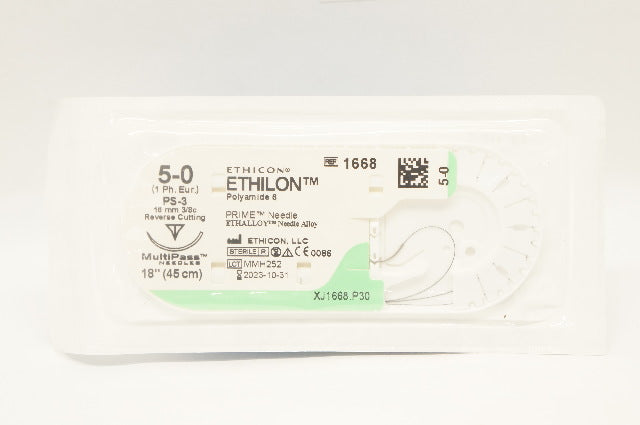 5-0
(1 Ph. Eur.)
PS-3
16 mm 3/8c
Reverse Cutting
MultiPass™
NEEDLES
18" (45 cm)
ETHICON®
ETHILON™
Polyamide 6
PRIME™ Needle
ETHALLOY™ Needle Alloy
ETHICON, LLC
STERILE R 2 CE 0086
LOT MMH252
2023-10-31
REF 1668
5-0
XJ1668.P30